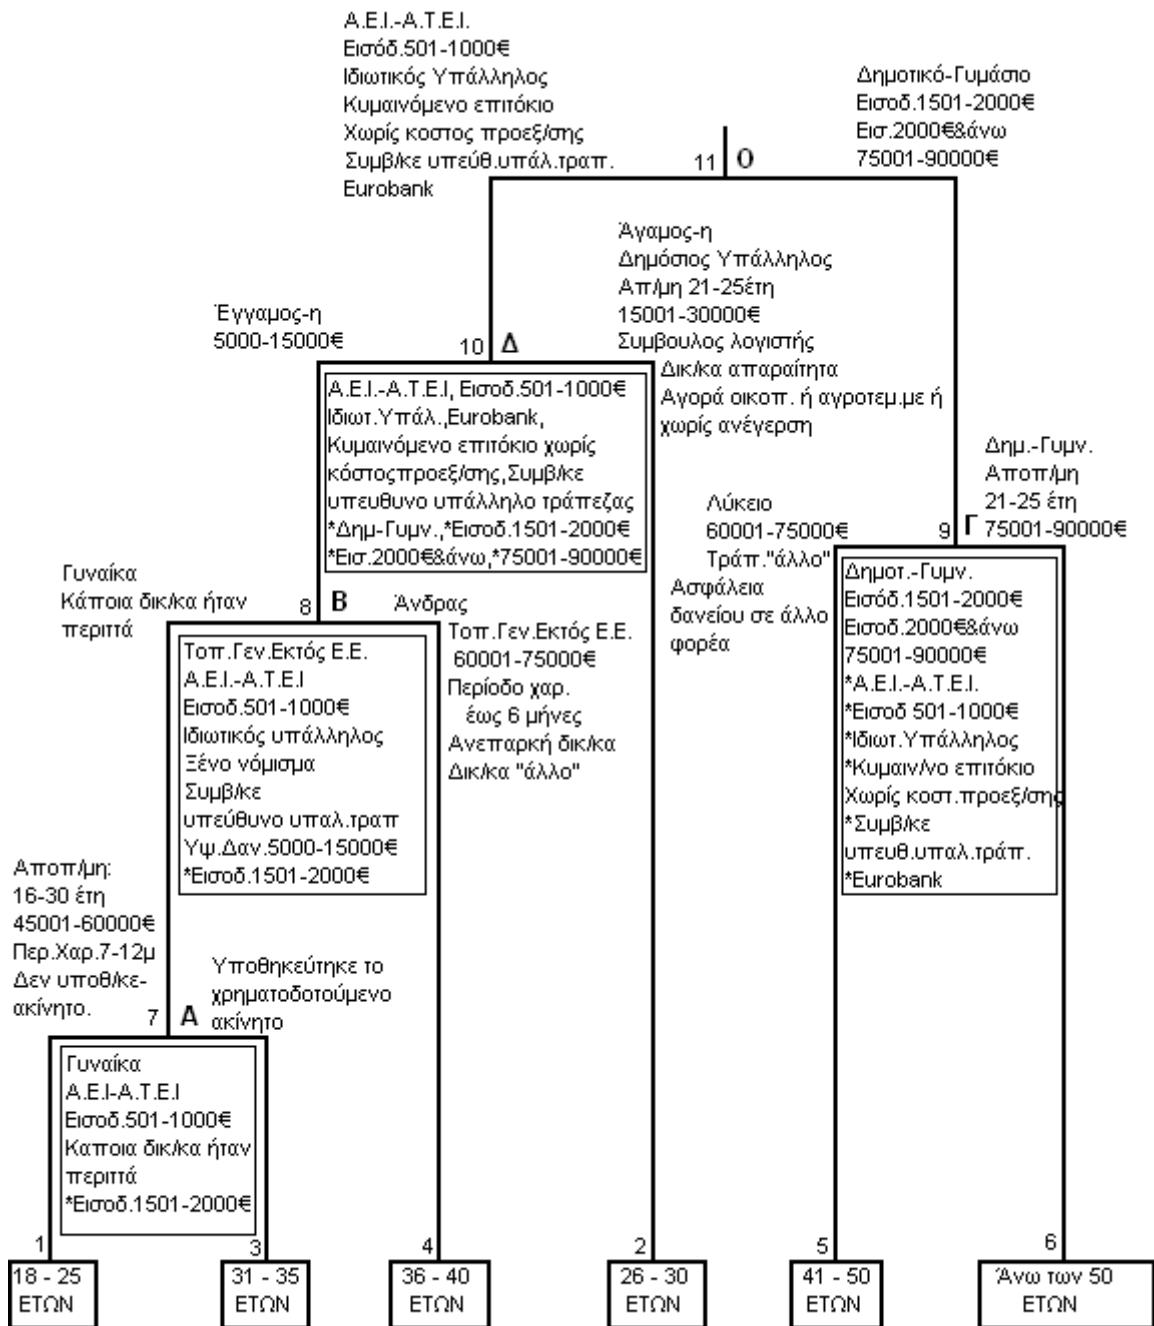 Α.Ε.Ι.-Α.Τ.Ε.Ι.
Εισόδ.501-1000€
Ιδιωτικός Υπάλληλος
Κυμαινόμενο επιτόκιο
Χωρίς κοστος προεξ/σης
Συμβ/κε υπεύθ.υπάλ.τραπ.
Eurobank
Δημοτικό-Γυμάσιο
Εισοδ.1501-2000€
Εισ.2000€&άνω
75001-90000€
11 Ο
Άγαμος-η
Δημόσιος Υπάλληλος
Απ/μη 21-25έτη
15001-30000€
Συμβουλος λογιστής
Δικ/κα απαραίτητα
Αγορά οικοπ. ή αγροτεμ.με ή
χωρίς ανέγερση
Έγγαμος-η
5000-15000€
10 Δ
Α.Ε.Ι.-Α.ΤΕ.Ι, Εισοδ.501-1000€
Ιδιωτ.Υπάλ.,Eurobank,
Κυμαινόμενο επιτόκιο χωρίς
κόστοςπροεξ/σης,Συμβ/κε
υπευθυνο υπάλληλο τράπεζας
*Δημ-Γυμν.,*Εισοδ.1501-2000€
*Εισ.2000€&άνω,*75001-90000€
Λύκειο
60001-75000€
Τράπ."άλλο"
Ασφάλεια
δανείου σε άλλο
φορέα
Δημ.-Γυμν.
Αποπ/μη
21-25 έτη
75001-90000€
9 Γ
Δημοτ.-Γυμν.
Εισόδ.1501-2000€
Εισοδ.2000€&άνω
75001-90000€
*Α.Ε.Ι.-Α.Τ.Ε.Ι.
*Εισοδ 501-1000€
*Ιδιωτ.Υπάλληλος
*Κυμαιν/νο επιτόκιο
Χωρίς κοστ.προεξ/σης
*Συμβ/κε
υπευθ.υπαλ.τράπ.
*Eurobank
Γυναίκα
Κάποια δικ/κα ήταν
περιττά
8 Β
Άνδρας
Τοπ.Γεν.Εκτός Ε.Ε.
60001-75000€
Περίοδο χαρ.
έως 6 μήνες
Ανεπαρκή δικ/κα
Δικ/κα "άλλο"
Τοπ.Γεν.Εκτός Ε.Ε.
Α.Ε.Ι.-Α.Τ.Ε.Ι
Εισοδ.501-1000€
Ιδιωτικός υπάλληλος
Ξένο νόμισμα
Συμβ/κε
υπεύθυνο υπαλ.τραπ
Υψ.Δαν.5000-15000€
*Εισοδ.1501-2000€
Αποπ/μη:
16-30 έτη
45001-60000€
Περ.Χαρ.7-12μ
Δεν υποθ/κε-
ακίνητο.
7 Α
Υποθηκεύτηκε το
χρηματοδοτούμενο
ακίνητο
Γυναίκα
Α.Ε.Ι-Α.Τ.Ε.Ι
Εισοδ.501-1000€
Καποια δικ/κα ήταν
περιττά
*Εισοδ.1501-2000€
1
3
4
2
5
6
18 - 25
ΕΤΩΝ
31 - 35
ΕΤΩΝ
36 - 40
ΕΤΩΝ
26 - 30
ΕΤΩΝ
41 - 50
ΕΤΩΝ
Άνω των 50
ΕΤΩΝ